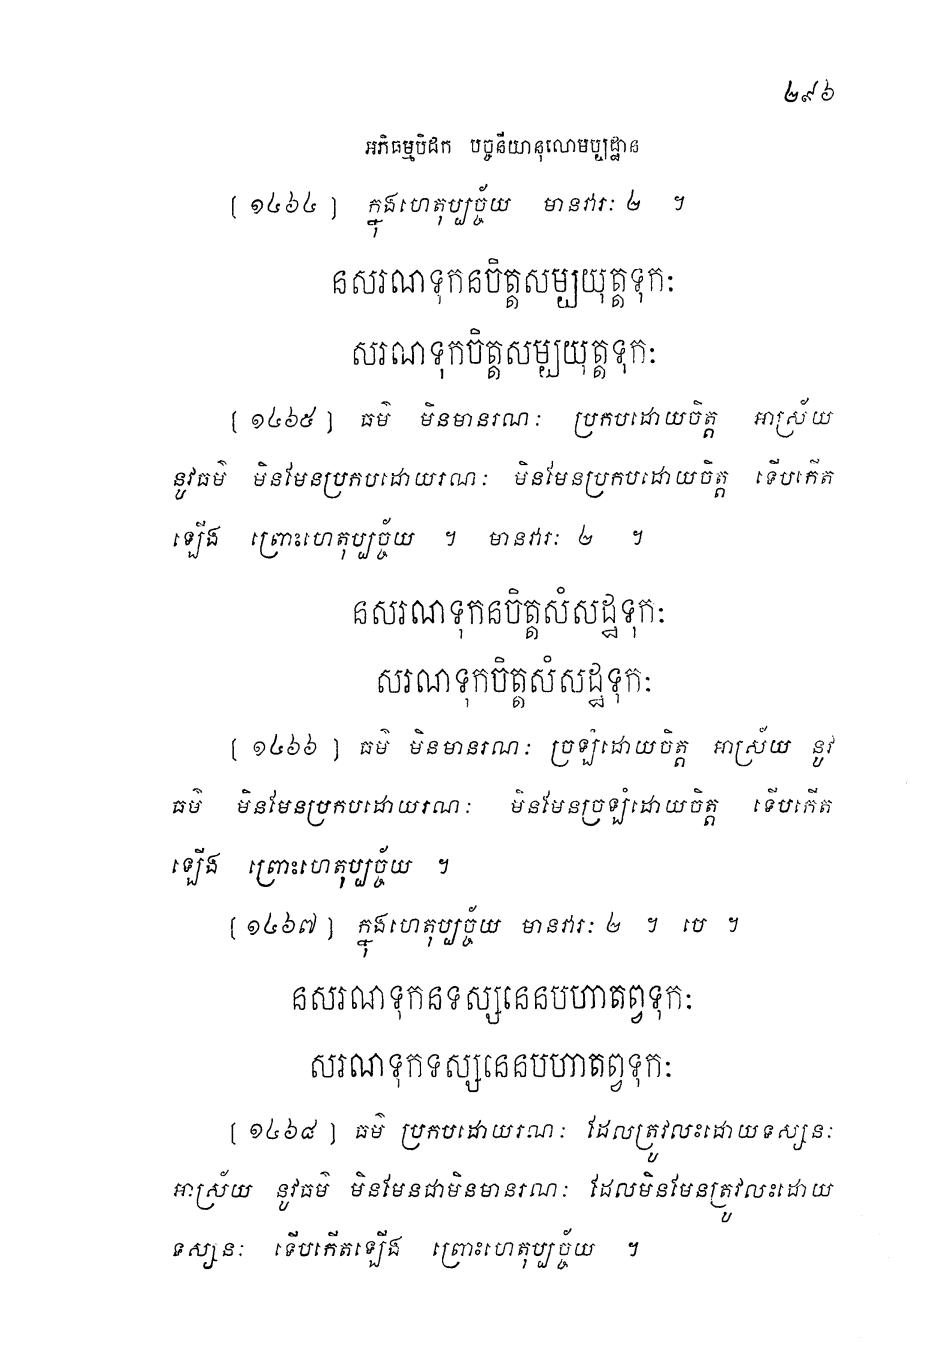 ២៩៦
អភិធម្មបិដក បច្ចនីយានុលោមប្បដ្ឋាន
[ ១៤៦៤ ] ក្នុងហេតុប្បច្ច័យ មានវារៈ ២ ។
នសរណទុកនចិត្តសម្បយុត្តទុកៈ
សរណទុកចិត្តសម្បយុត្តទុកៈ
[ ១៤៦៥ ] ធម៌ មិនមានរណៈ ប្រកបដោយចិត្ត អាស្រ័យ
នូវធម៌ មិនមែនប្រកបដោយរណៈ មិនមែនប្រកបដោយចិត្ត ទើបកើត
ឡើង ព្រោះហេតុប្បច្ច័យ ។ មានវារៈ ២ ។
នសរណទុកនចិត្តសំសដ្ឋទុកៈ
សរណទុកចិត្តសំសដ្ឋទុកៈ
[ ១៤៦៦ ] ធម៌ មិនមានរណៈ ច្រឡំដោយចិត្ត អាស្រ័យ នូវ
ធម៌ មិនមែនប្រកបដោយរណៈ មិនមែនច្រឡំដោយចិត្ត ទើបកើត
ឡើង ព្រោះហេតុប្បច្ច័យ ។
[ ១៤៦៧ ] ក្នុងហេតុប្បច្ច័យ មានវារៈ ២ ។ បេ ។
នសរណទុកនទស្សនេនបហាតព្វទុកៈ
សរណទុកទស្សនេនបហាតព្វទុកៈ
[ ១៤៦៨ ] ធម៌ ប្រកបដោយរណៈ ដែលត្រូវលះដោយទស្សនៈ
អាស្រ័យ នូវធម៌ មិនមែនជាមិនមានរណៈ ដែលមិនមែនត្រូវលះដោយ
ទស្សនៈ ទើបកើតឡើង ព្រោះហេតុប្បច្ច័យ ។